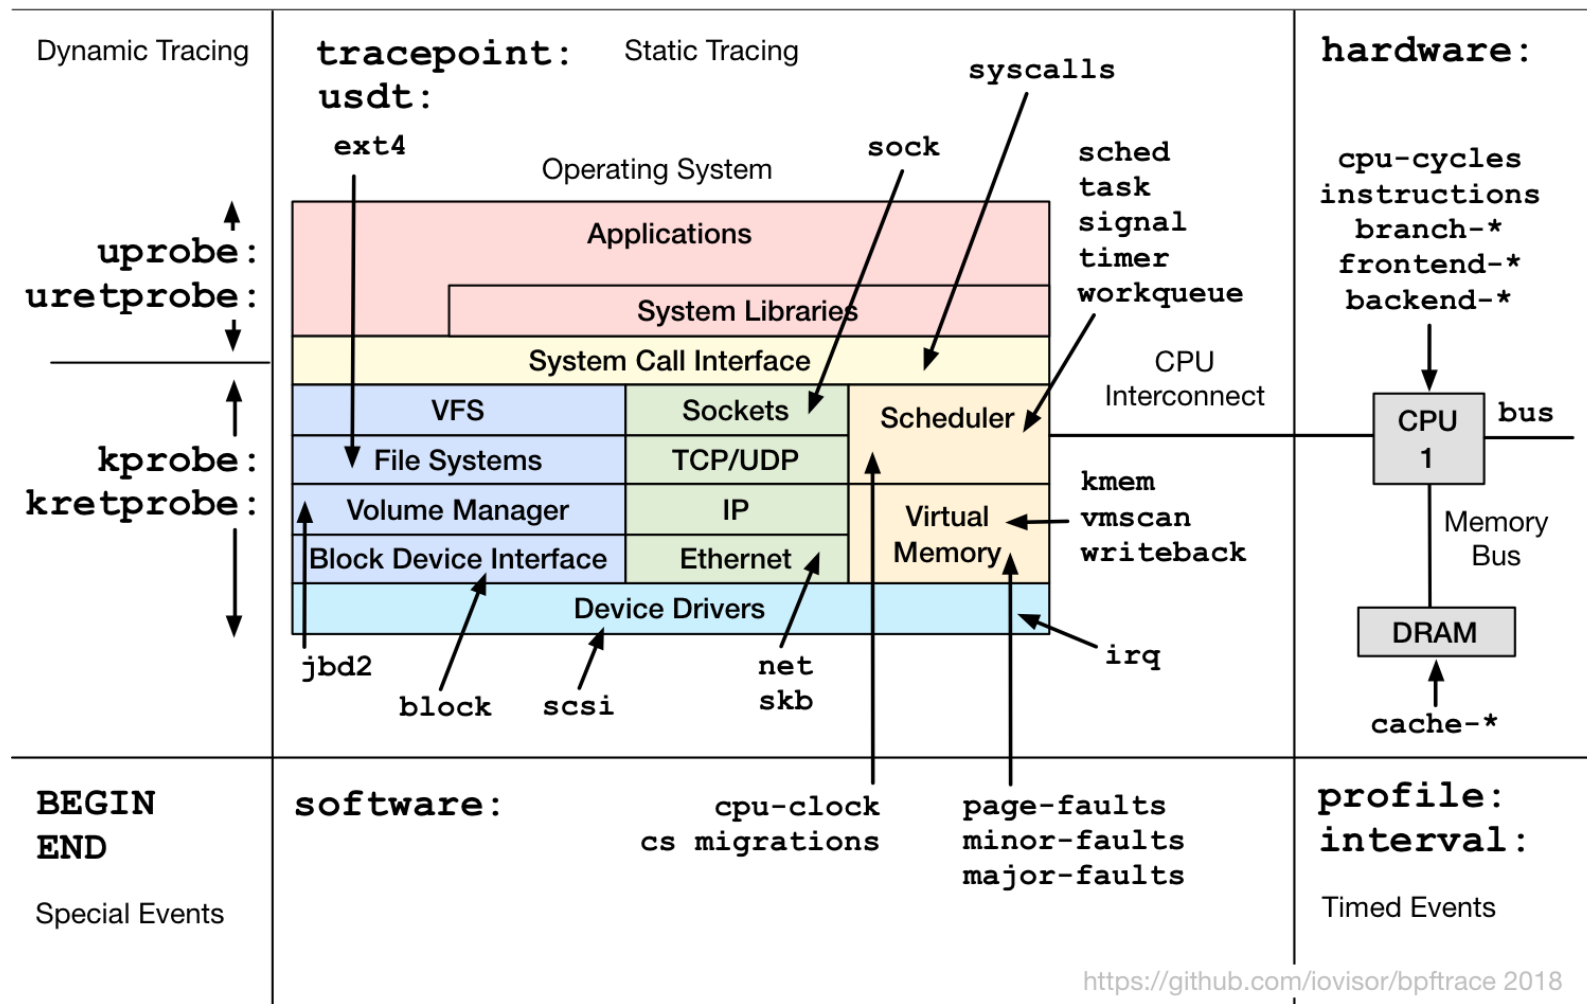 Dynamic Tracing
tracepoint:
usdt:
Static Tracing
syscalls
hardware:
ext4
sock
Operating System
sched
task
signal
timer
workqueue
cpu-cycles
instructions
branch-*
frontend-*
backend-*
uprobe:
uretprobe:
Applications
System Libraries
System Call Interface
CPU
Interconnect
kprobe:
kretprobe:
VFS
File Systems
Volume Manager
Block Device Interface
Sockets
TCP/UDP
IP
Ethernet
Scheduler
Virtual
Memory
Device Drivers
kmem
vmscan
writeback
CPU
1
bus
Memory
Bus
DRAM
cache-*
jbd2
block
scsi
net
skb
irq
BEGIN
END
Special Events
software:
cpu-clock
cs migrations
page-faults
minor-faults
major-faults
profile:
interval:
Timed Events
https://github.com/iovisor/bpftrace 2018